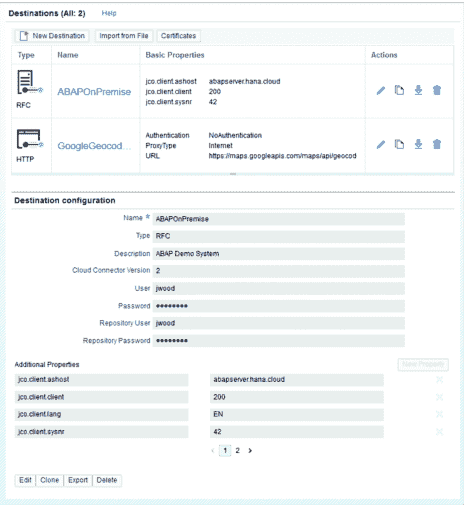 Destinations (All: 2) Help
New Destination Import from File Certificates
Type Name Basic Properties Actions
RFC ABAPOnPremise
jco.client.ashost abapserver.hana.cloud
jco.client.client 200
jco.client.sysnr 42
HTTP GoogleGeocod...
Authentication NoAuthentication
ProxyType Internet
URL https://maps.googleapis.com/maps/api/geocod
Destination configuration
Name * ABAPOnPremise
Type RFC
Description ABAP Demo System
Cloud Connector Version 2
User jwood
Password ●●●●●●●●
Repository User jwood
Repository Password ●●●●●●●●
Additional Properties New Property
jco.client.ashost abapserver.hana.cloud
jco.client.client 200
jco.client.lang EN
jco.client.sysnr 42
< 1 2 >
Edit Clone Export Delete